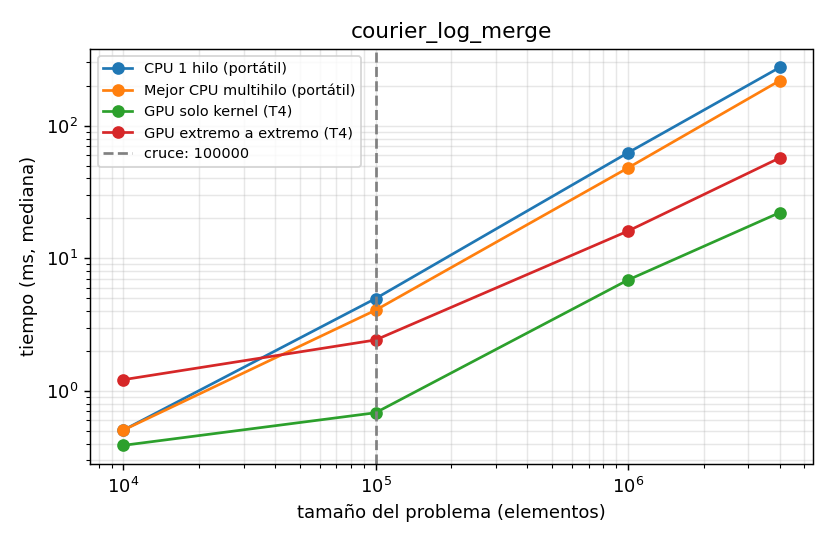 courier_log_merge
CPU 1 hilo (portátil)
Mejor CPU multihilo (portátil)
GPU solo kernel (T4)
GPU extremo a extremo (T4)
cruce: 100000
tiempo (ms, mediana)
10²
10¹
10⁰
10⁴ 10⁵ 10⁶
tamaño del problema (elementos)